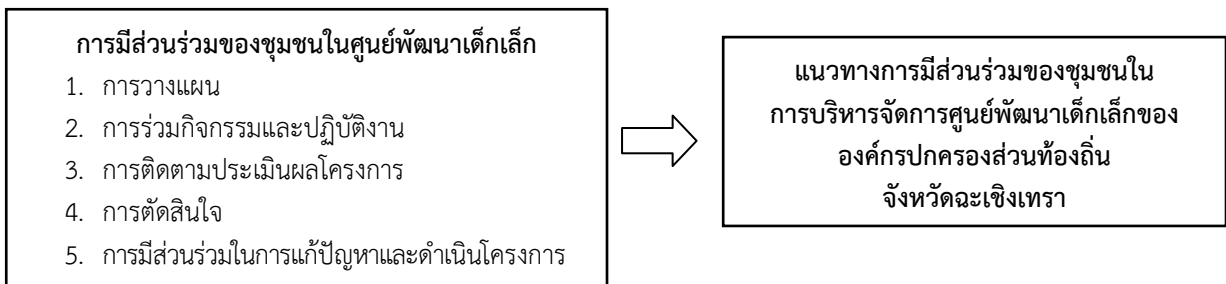 การมีส่วนร่วมของชุมชนในศูนย์พัฒนาเด็กเล็ก
1. การวางแผน
2. การร่วมกิจกรรมและปฏิบัติงาน
3. การติดตามประเมินผลโครงการ
4. การตัดสินใจ
5. การมีส่วนร่วมในการแก้ปัญหาและดำเนินโครงการ
แนวทางการมีส่วนร่วมของชุมชนใน
การบริหารจัดการศูนย์พัฒนาเด็กเล็กของ
องค์กรปกครองส่วนท้องถิ่น
จังหวัดฉะเชิงเทรา